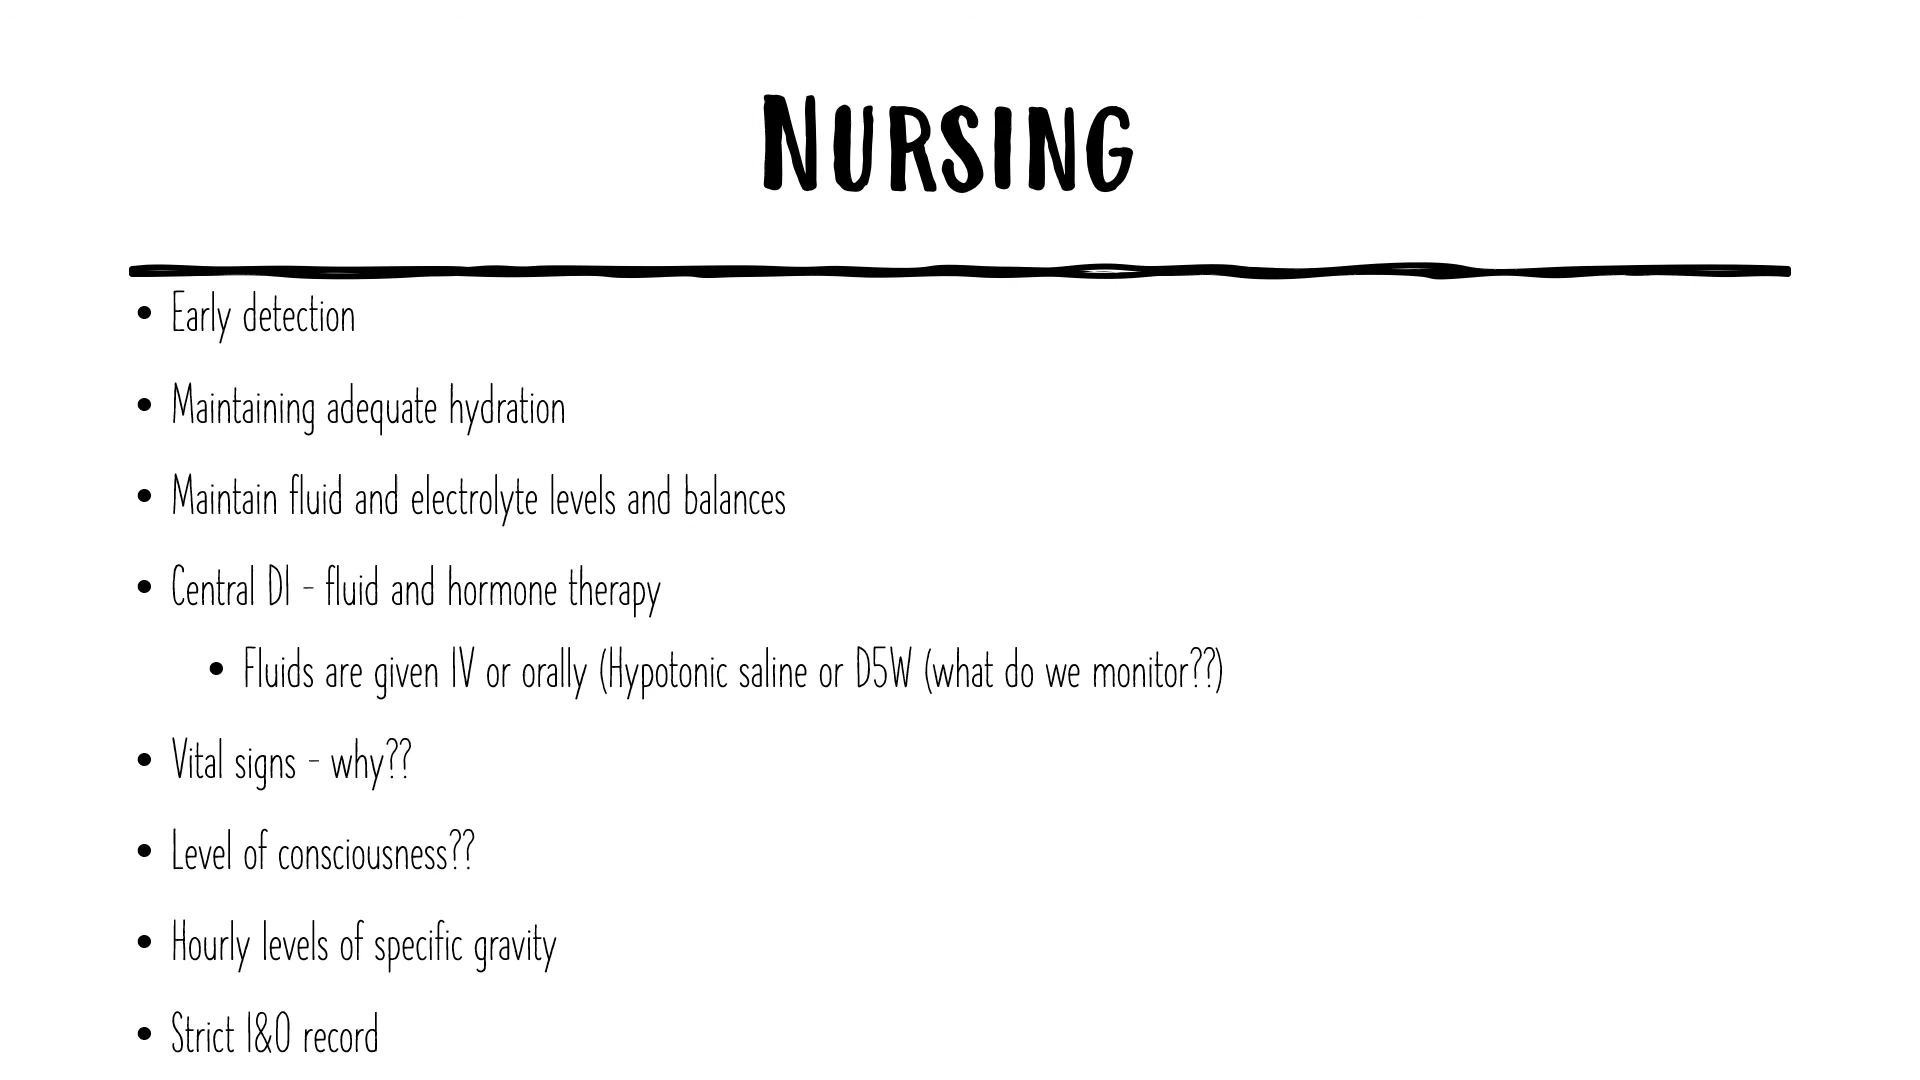 NURSING
• Early detection
• Maintaining adequate hydration
• Maintain fluid and electrolyte levels and balances
• Central DI - fluid and hormone therapy
• Fluids are given IV or orally (Hypotonic saline or D5W (what do we monitor??)
• Vital signs - why??
• Level of consciousness??
• Hourly levels of specific gravity
• Strict I&O record